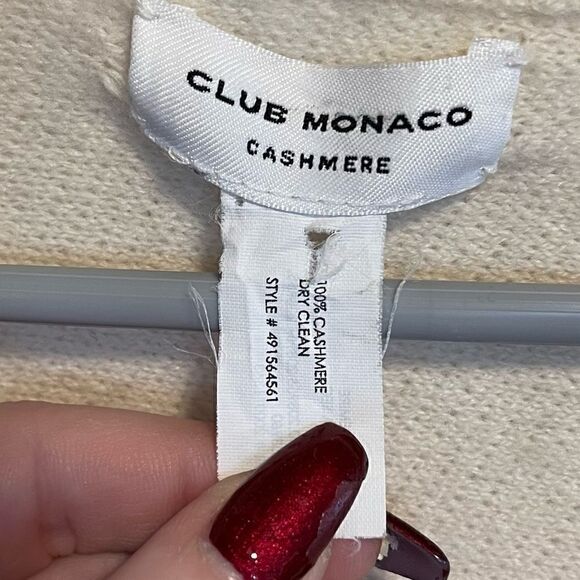 CLUB MONACO
CASHMERE
100% CASHMERE
DRY CLEAN
STYLE # 491564561